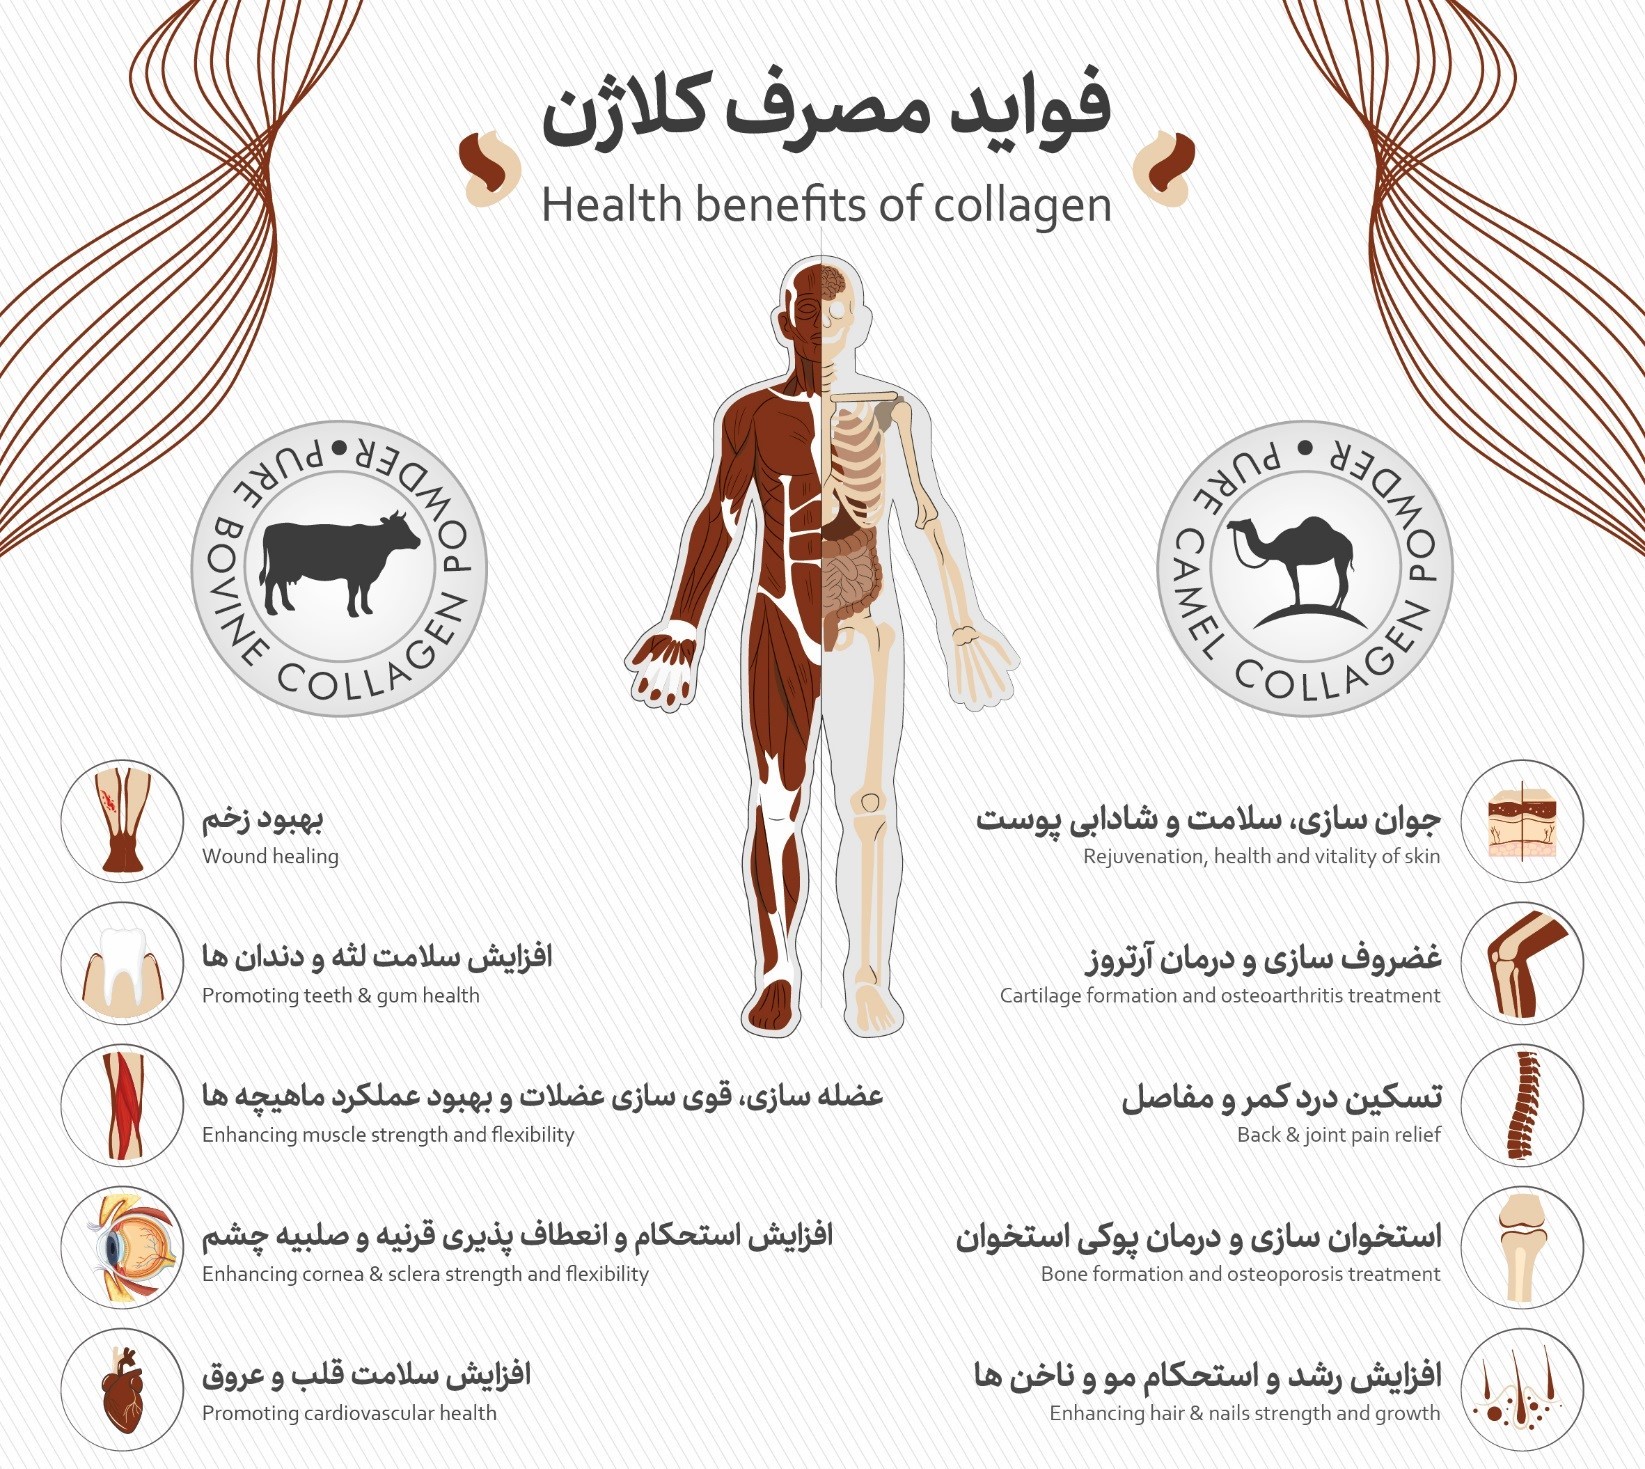 فواید مصرف کلاژن
Health benefits of collagen
PURE BOVINE COLLAGEN POWDER •
PURE CAMEL COLLAGEN POWDER •
جوان سازی، سلامت و شادابی پوست
Rejuvenation, health and vitality of skin
غضروف سازی و درمان آرتروز
Cartilage formation and osteoarthritis treatment
تسکین درد کمر و مفاصل
Back & joint pain relief
استخوان سازی و درمان پوکی استخوان
Bone formation and osteoporosis treatment
افزایش رشد و استحکام مو و ناخن ها
Enhancing hair & nails strength and growth
بهبود زخم
Wound healing
افزایش سلامت لثه و دندان ها
Promoting teeth & gum health
عضله سازی، قوی سازی عضلات و بهبود عملکرد ماهیچه ها
Enhancing muscle strength and flexibility
افزایش استحکام و انعطاف پذیری قرنیه و صلبیه چشم
Enhancing cornea & sclera strength and flexibility
افزایش سلامت قلب و عروق
Promoting cardiovascular health